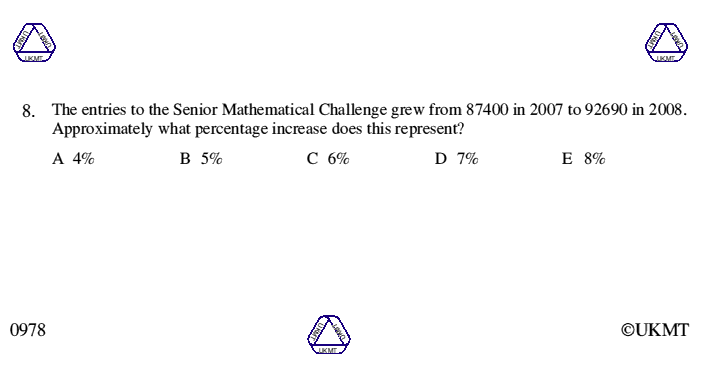 UKMT UKMT UKMT
UKMT UKMT UKMT
8. The entries to the Senior Mathematical Challenge grew from 87400 in 2007 to 92690 in 2008.
Approximately what percentage increase does this represent?
A 4% B 5% C 6% D 7% E 8%
UKMT UKMT UKMT
0978 ©UKMT